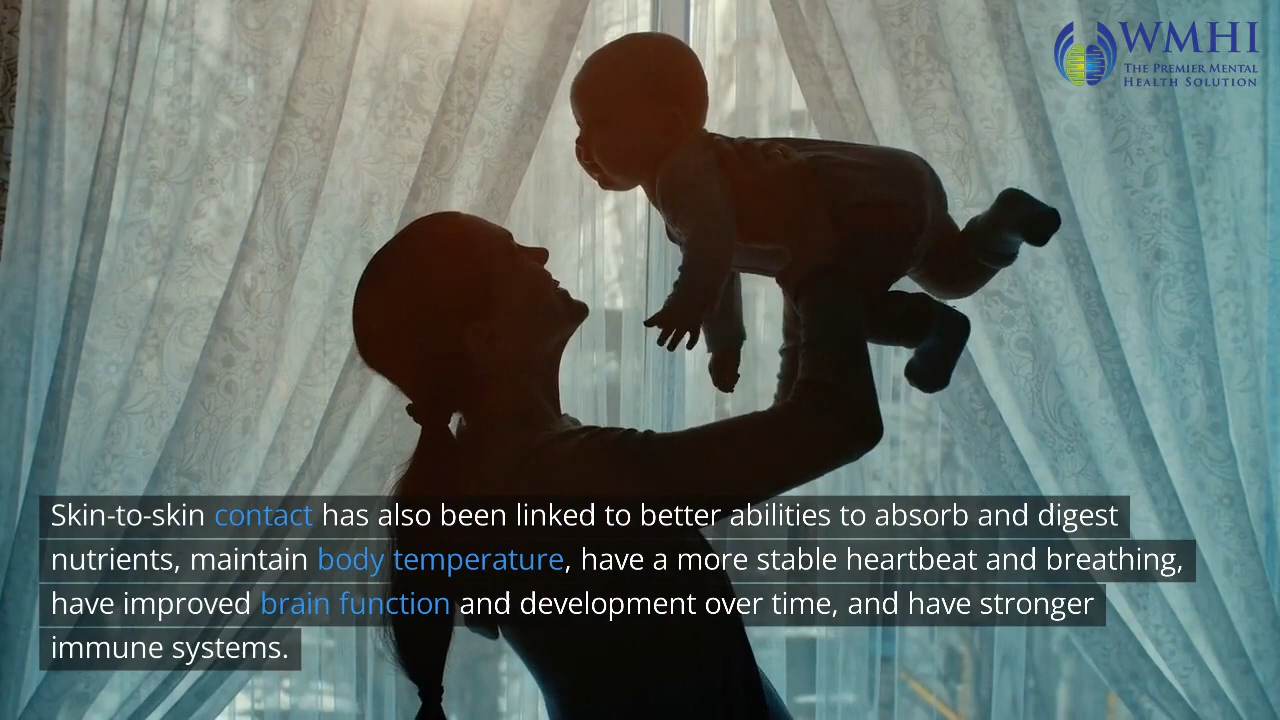 WMHI
The Premier Mental
Health Solution
Skin-to-skin contact has also been linked to better abilities to absorb and digest
nutrients, maintain body temperature, have a more stable heartbeat and breathing,
have improved brain function and development over time, and have stronger
immune systems.